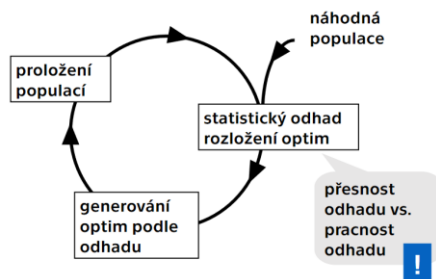 náhodná
populace
proložení
populací
statistický odhad
rozložení optim
generování
optim podle
odhadu
přesnost
odhadu vs.
pracnost
odhadu
!